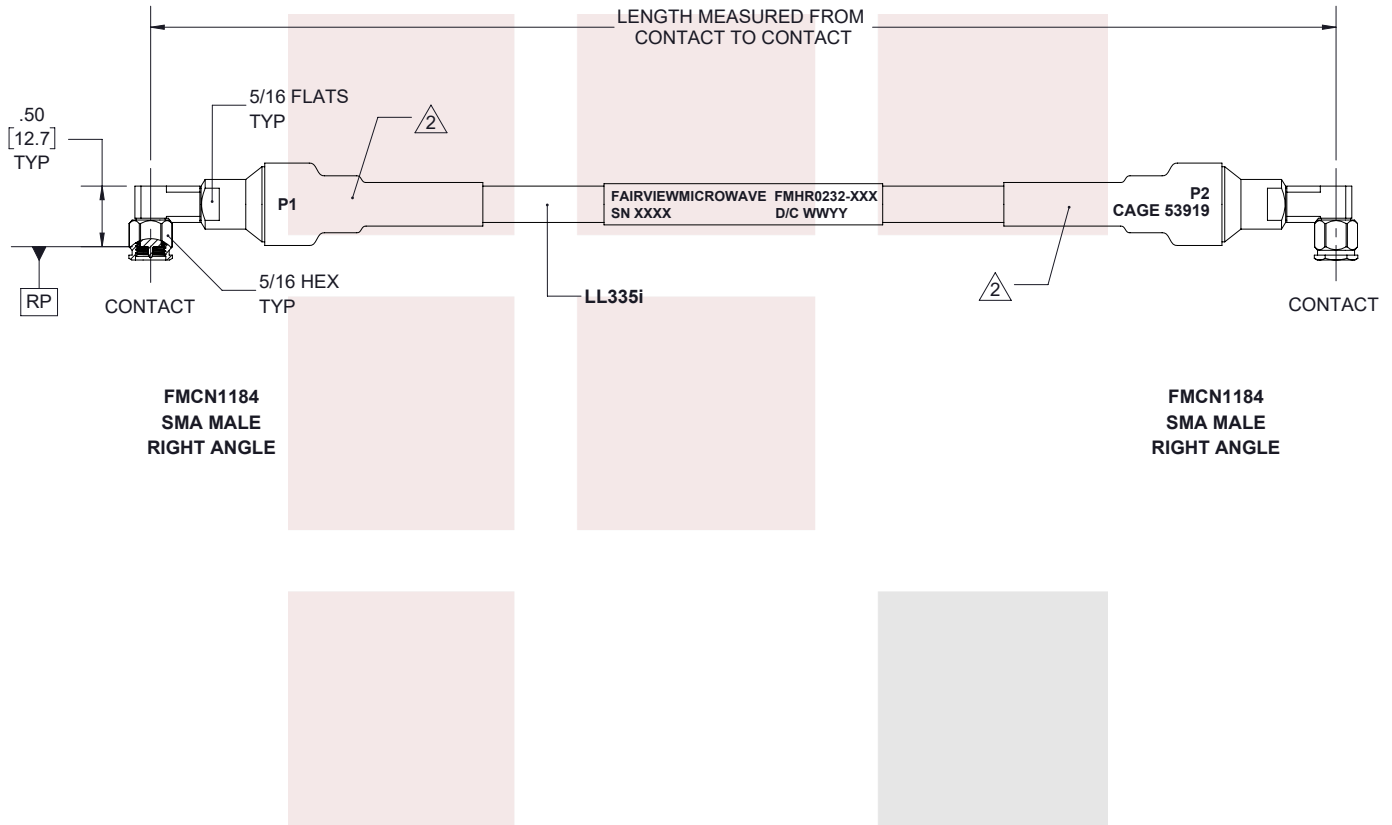 LENGTH MEASURED FROM
CONTACT TO CONTACT
5/16 FLATS
TYP
.50
[12.7]
TYP
2
P1
FAIRVIEWMICROWAVE FMHR0232-XXX
SN XXXX D/C WWYY
P2
CAGE 53919
RP
CONTACT
5/16 HEX
TYP
LL335i
2
CONTACT
FMCN1184
SMA MALE
RIGHT ANGLE
FMCN1184
SMA MALE
RIGHT ANGLE